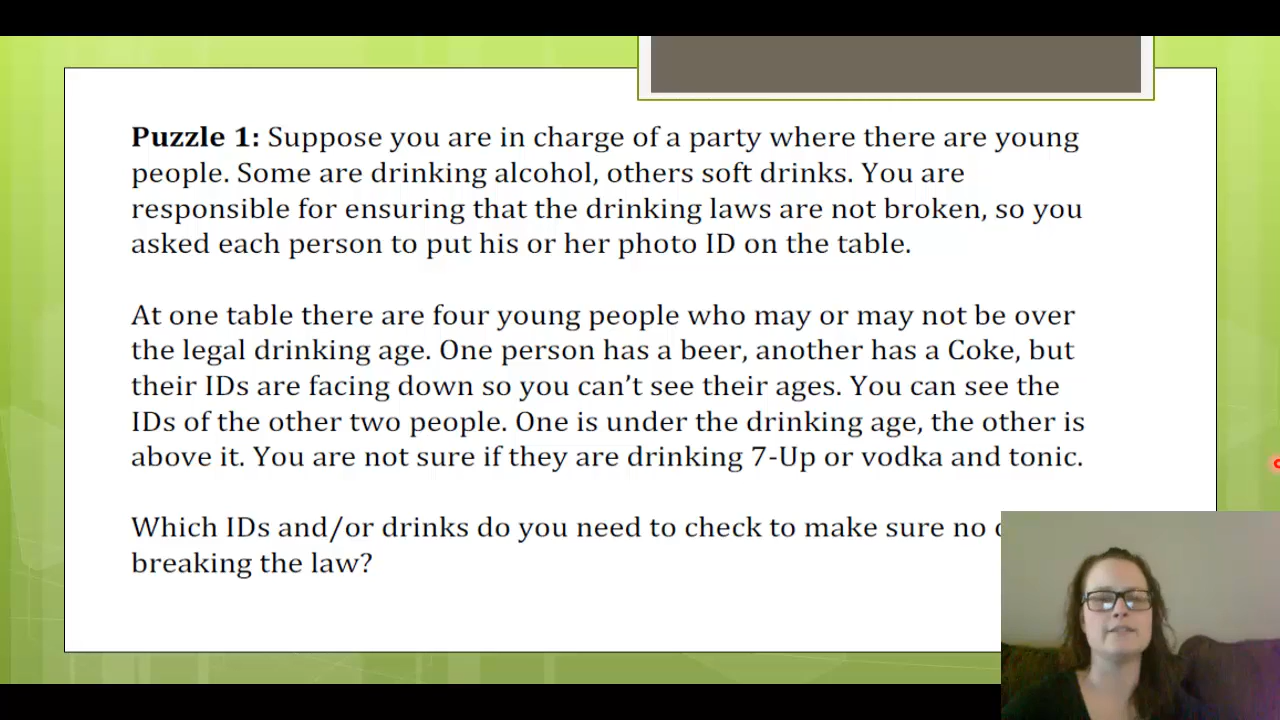 Puzzle 1: Suppose you are in charge of a party where there are young
people. Some are drinking alcohol, others soft drinks. You are
responsible for ensuring that the drinking laws are not broken, so you
asked each person to put his or her photo ID on the table.
At one table there are four young people who may or may not be over
the legal drinking age. One person has a beer, another has a Coke, but
their IDs are facing down so you can’t see their ages. You can see the
IDs of the other two people. One is under the drinking age, the other is
above it. You are not sure if they are drinking 7-Up or vodka and tonic.
Which IDs and/or drinks do you need to check to make sure no
breaking the law?